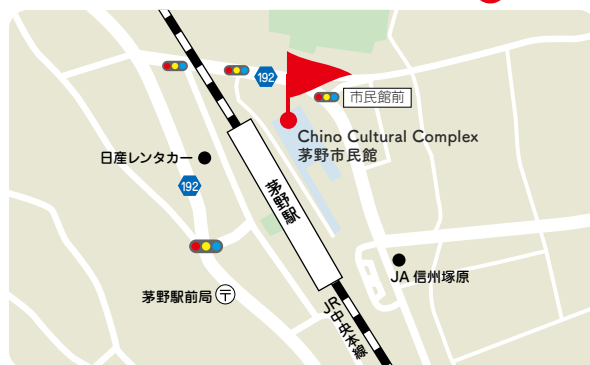 192
市民館前
Chino Cultural Complex
茅野市民館
日産レンタカー
192
茅野駅
JA 信州塚原
茅野駅前局
〒
JR中央本線